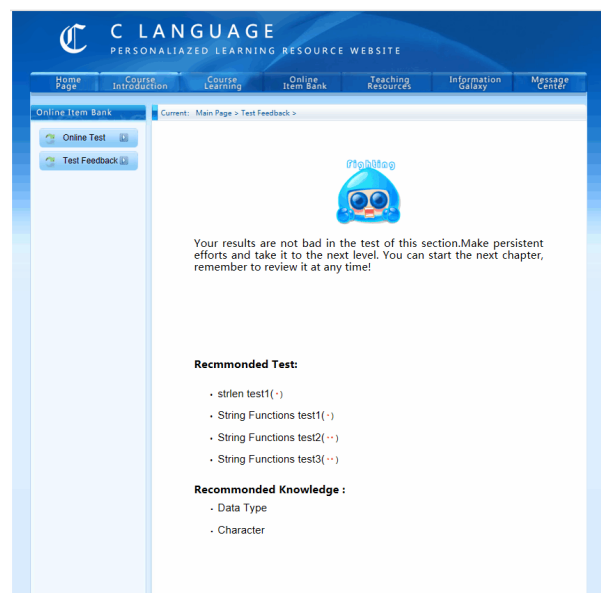 C
C LANGUAGE
PERSONALIAZED LEARNING RESOURCE WEBSITE
Home Page
Course Introduction
Course Learning
Online Item Bank
Teaching Resources
Information Galaxy
Message Center
Online Item Bank
Current: Main Page > Test Feedback >
Online Test
Test Feedback
Fighting
Your results are not bad in the test of this section.Make persistent
efforts and take it to the next level. You can start the next chapter,
remember to review it at any time!
Recmmonded Test:
· strlen test1(·)
· String Functions test1(·)
· String Functions test2(··)
· String Functions test3(··)
Recommonded Knowledge :
· Data Type
· Character